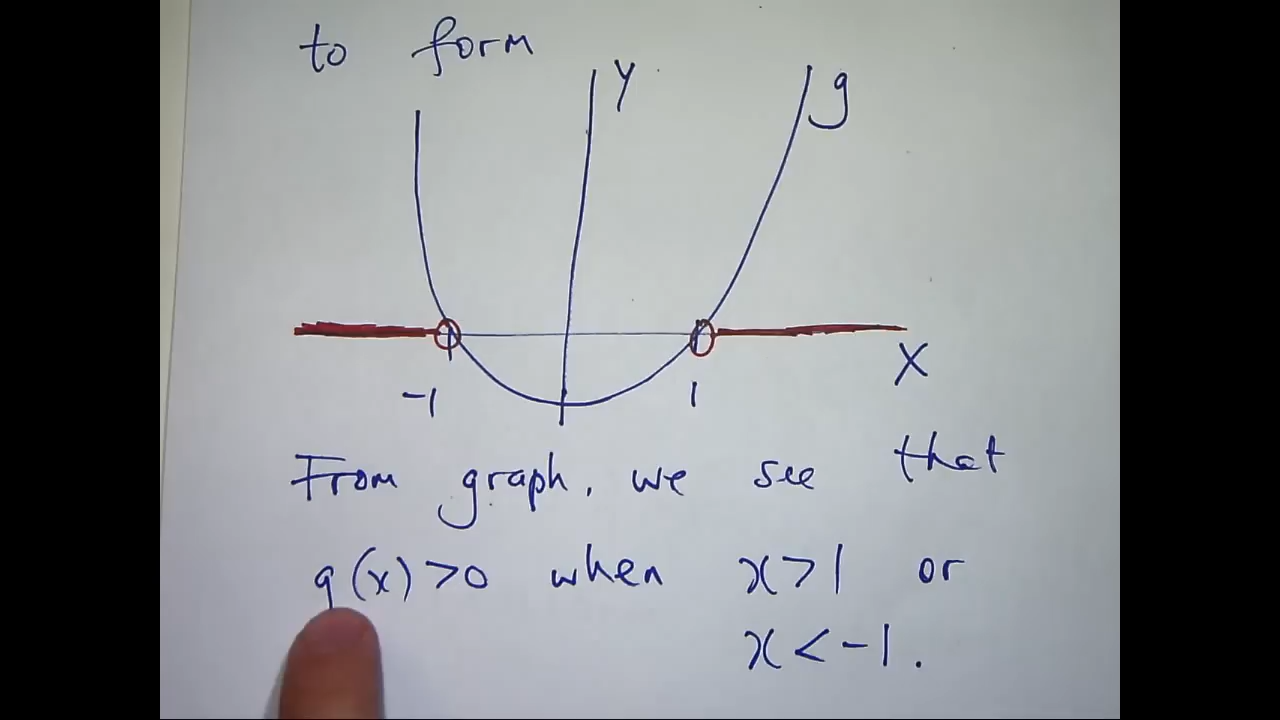 to form
y
g
-1
1
x
From graph, we see that
g(x)>0 when x>1 or
x<-1.